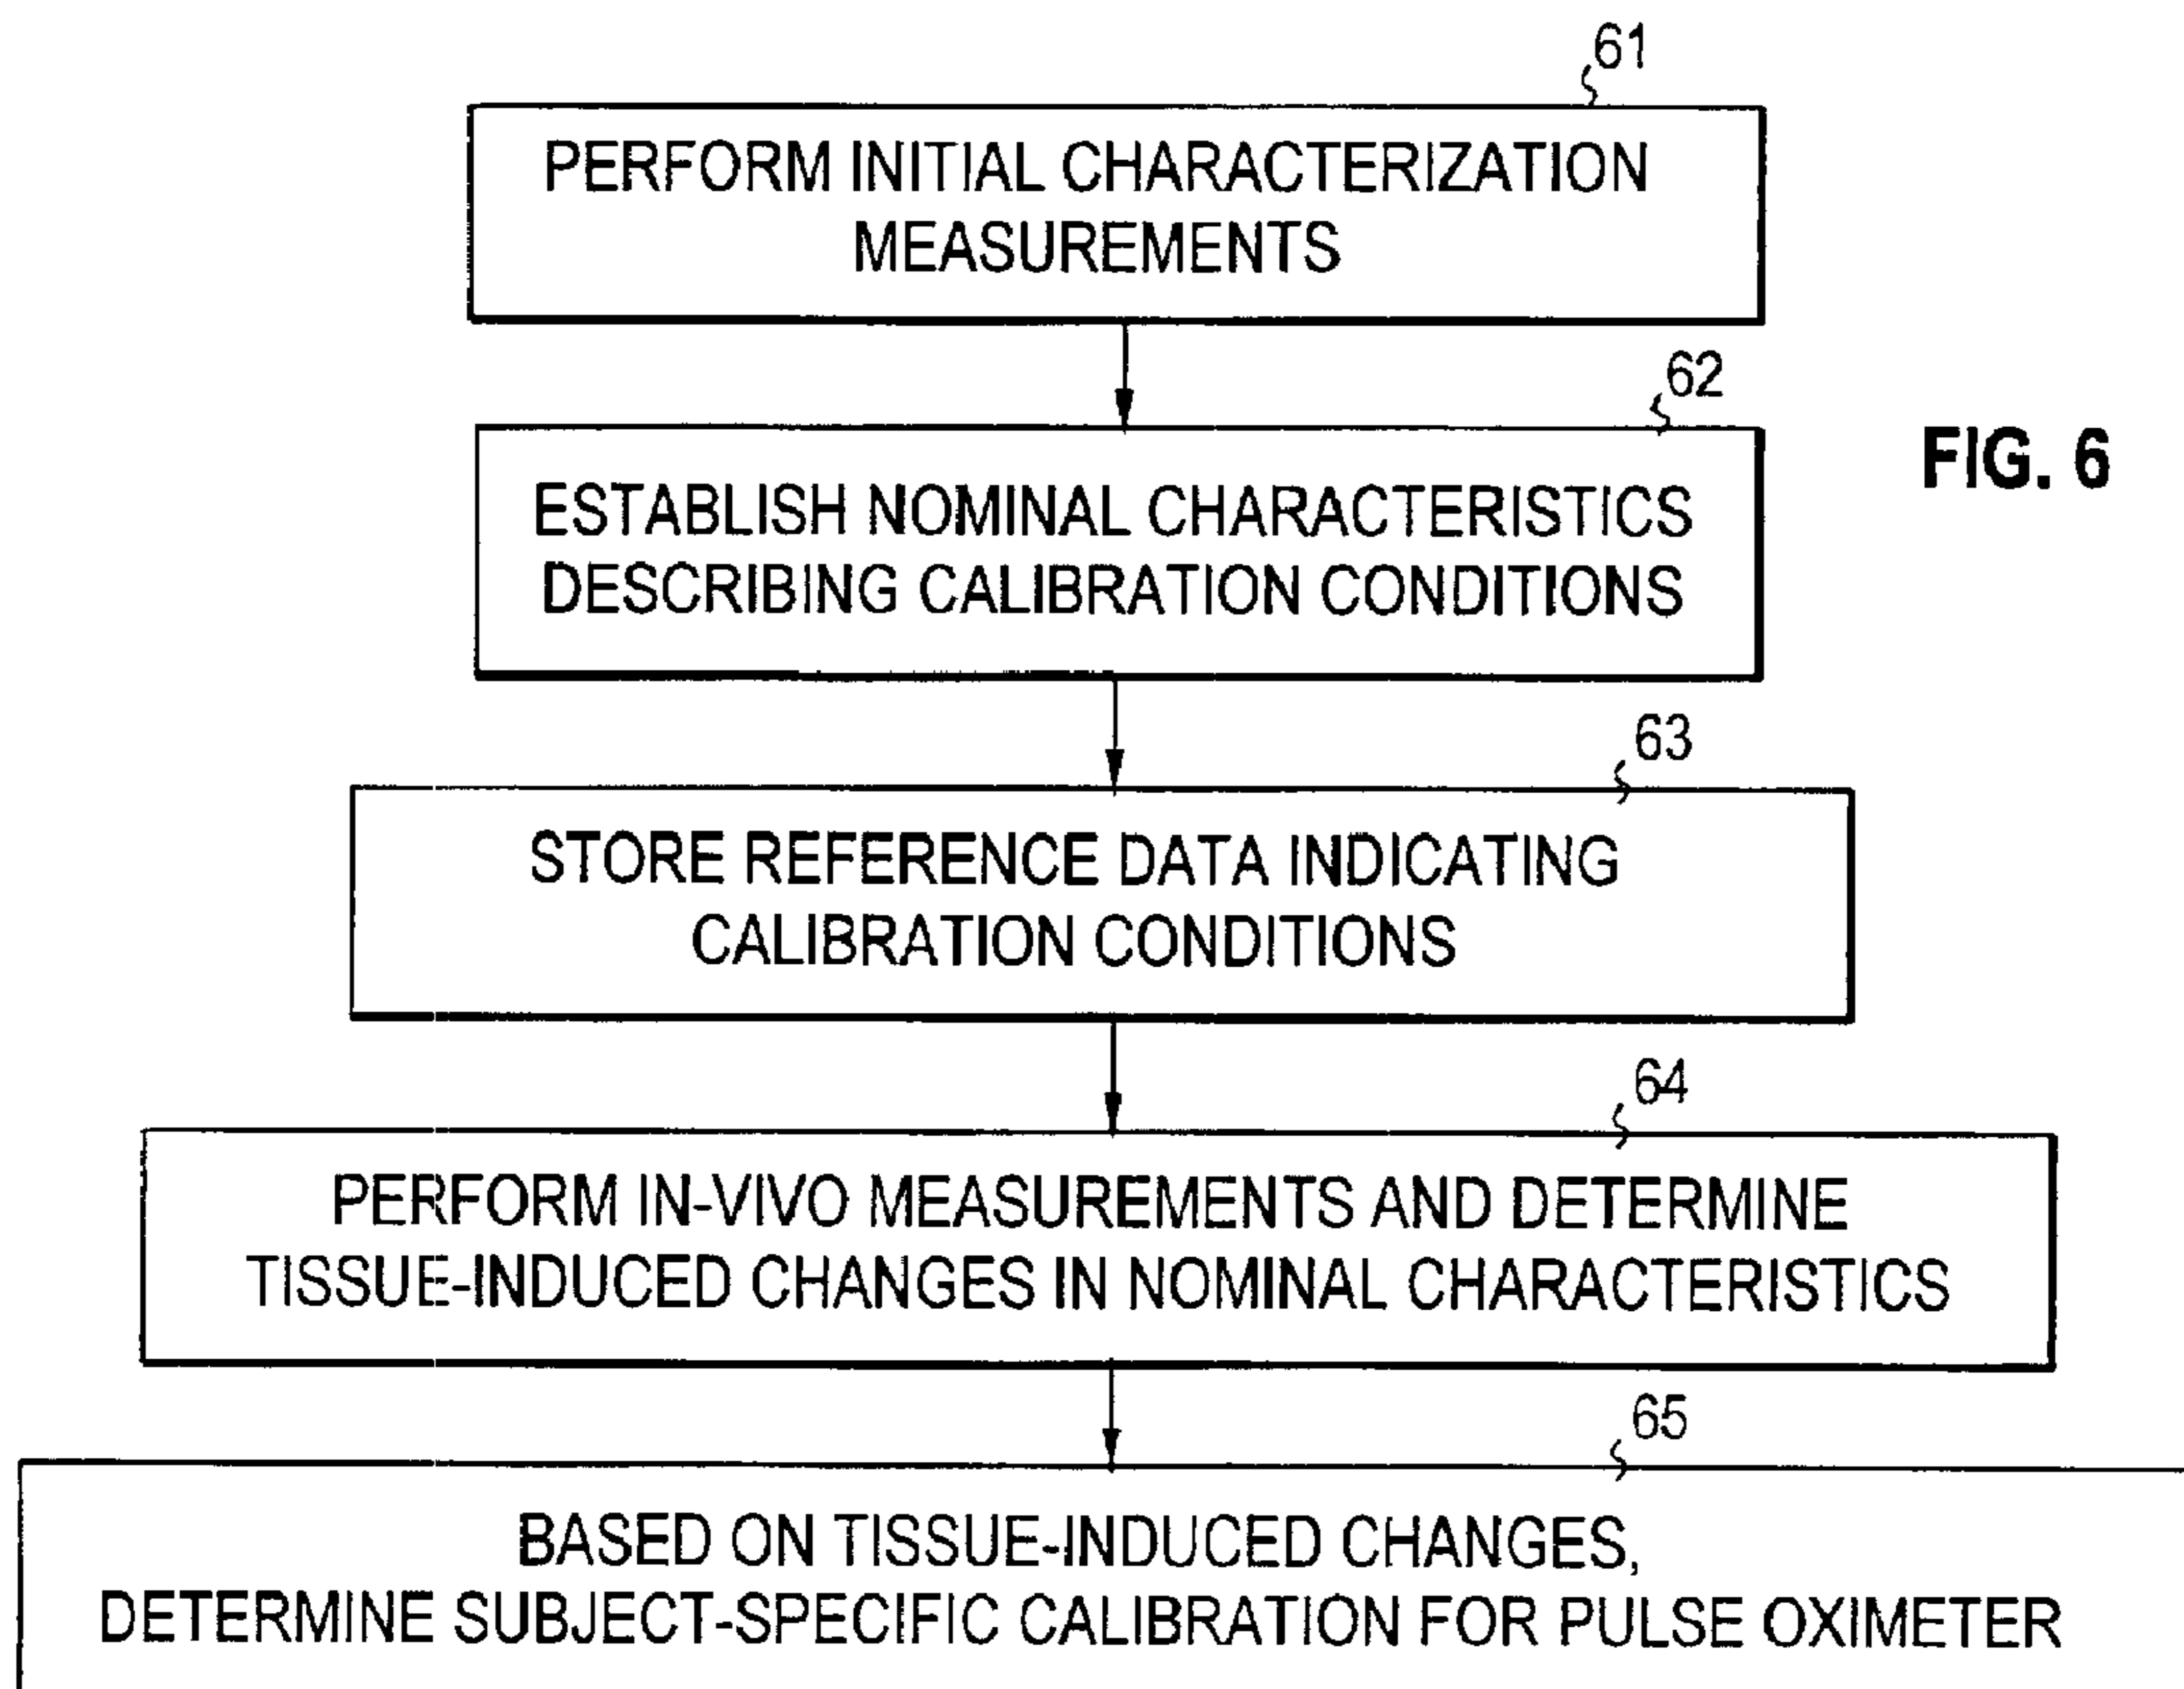 61
PERFORM INITIAL CHARACTERIZATION
MEASUREMENTS
62
FIG. 6
ESTABLISH NOMINAL CHARACTERISTICS
DESCRIBING CALIBRATION CONDITIONS
63
STORE REFERENCE DATA INDICATING
CALIBRATION CONDITIONS
64
PERFORM IN-VIVO MEASUREMENTS AND DETERMINE
TISSUE-INDUCED CHANGES IN NOMINAL CHARACTERISTICS
65
BASED ON TISSUE-INDUCED CHANGES,
DETERMINE SUBJECT-SPECIFIC CALIBRATION FOR PULSE OXIMETER